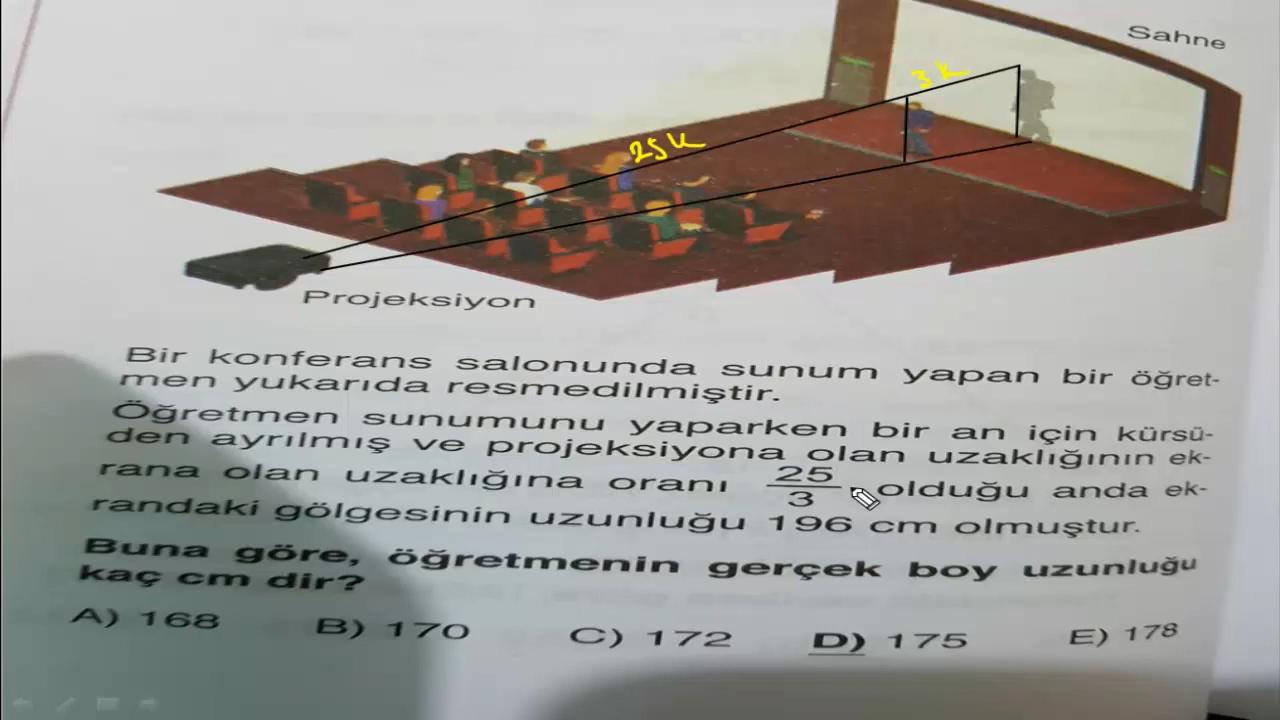 Sahne
3K
25K
Projeksiyon
Bir konferans salonunda sunum yapan bir öğret-
men yukarıda resmedilmiştir.
Öğretmen sunumunu yaparken bir an için kürsü-
den ayrılmış ve projeksiyona olan uzaklığının ek-
rana olan uzaklığına oranı 25/3 olduğu anda ek-
randaki gölgesinin uzunluğu 196 cm olmuştur.
Buna göre, öğretmenin gerçek boy uzunluğu
kaç cm dir?
A) 168 B) 170 C) 172 D) 175 E) 178